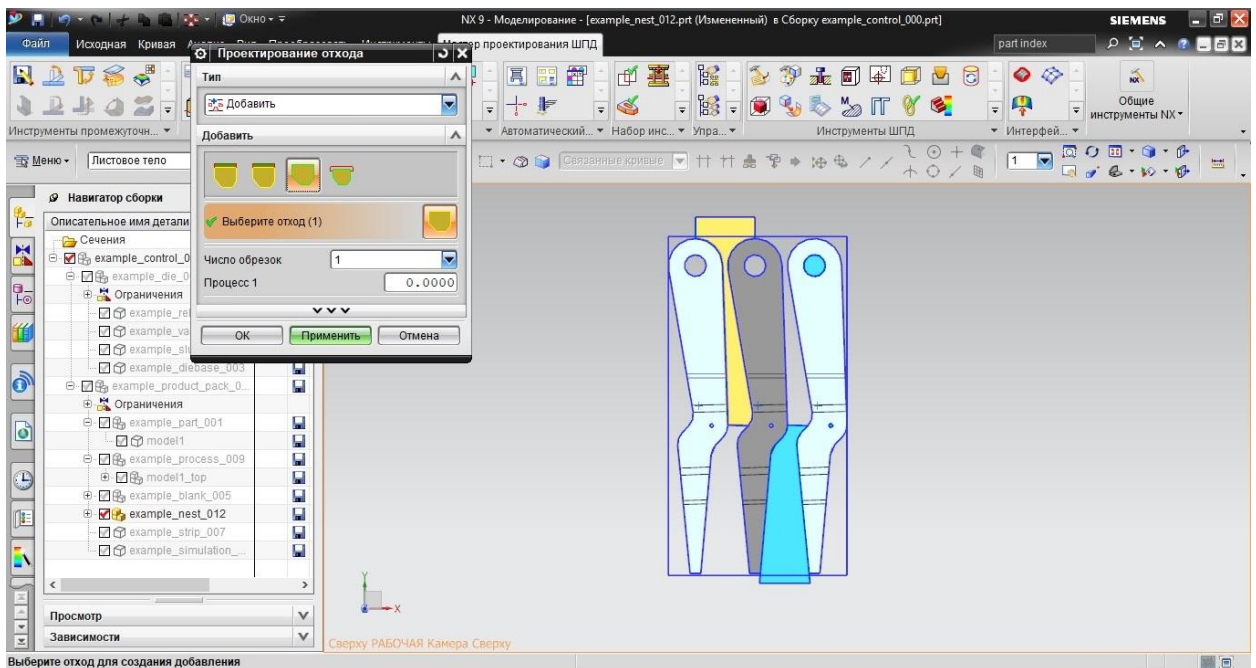 Окно
NX 9 - Моделирование - [example_nest_012.prt (Измененный) в Сборку example_control_000.prt]
SIEMENS
Файл
Исходная
Кривая
тер проектирования ШПД
part index
Проектирование отхода
Тип
Добавить
Добавить
Выберите отход (1)
Число обрезок
1
Процесс 1
0.0000
ОК
Применить
Отмена
Общие
инструменты NX
Инструменты промежуточн...
Автоматический...
Набор инс...
Упра...
Инструменты ШПД
Интерфей...
Меню
Листовое тело
Связанные кривые
1
Навигатор сборки
Описательное имя детали
Сечения
example_control_0
example_die_0
Ограничения
example_rel
example_va
example_slu
example_diebase_003
example_product_pack_0...
Ограничения
example_part_001
model1
example_process_009
model1_top
example_blank_005
example_nest_012
example_strip_007
example_simulation_...
Просмотр
Зависимости
Y
X
Сверху РАБОЧАЯ Камера Сверху
Выберите отход для создания добавления